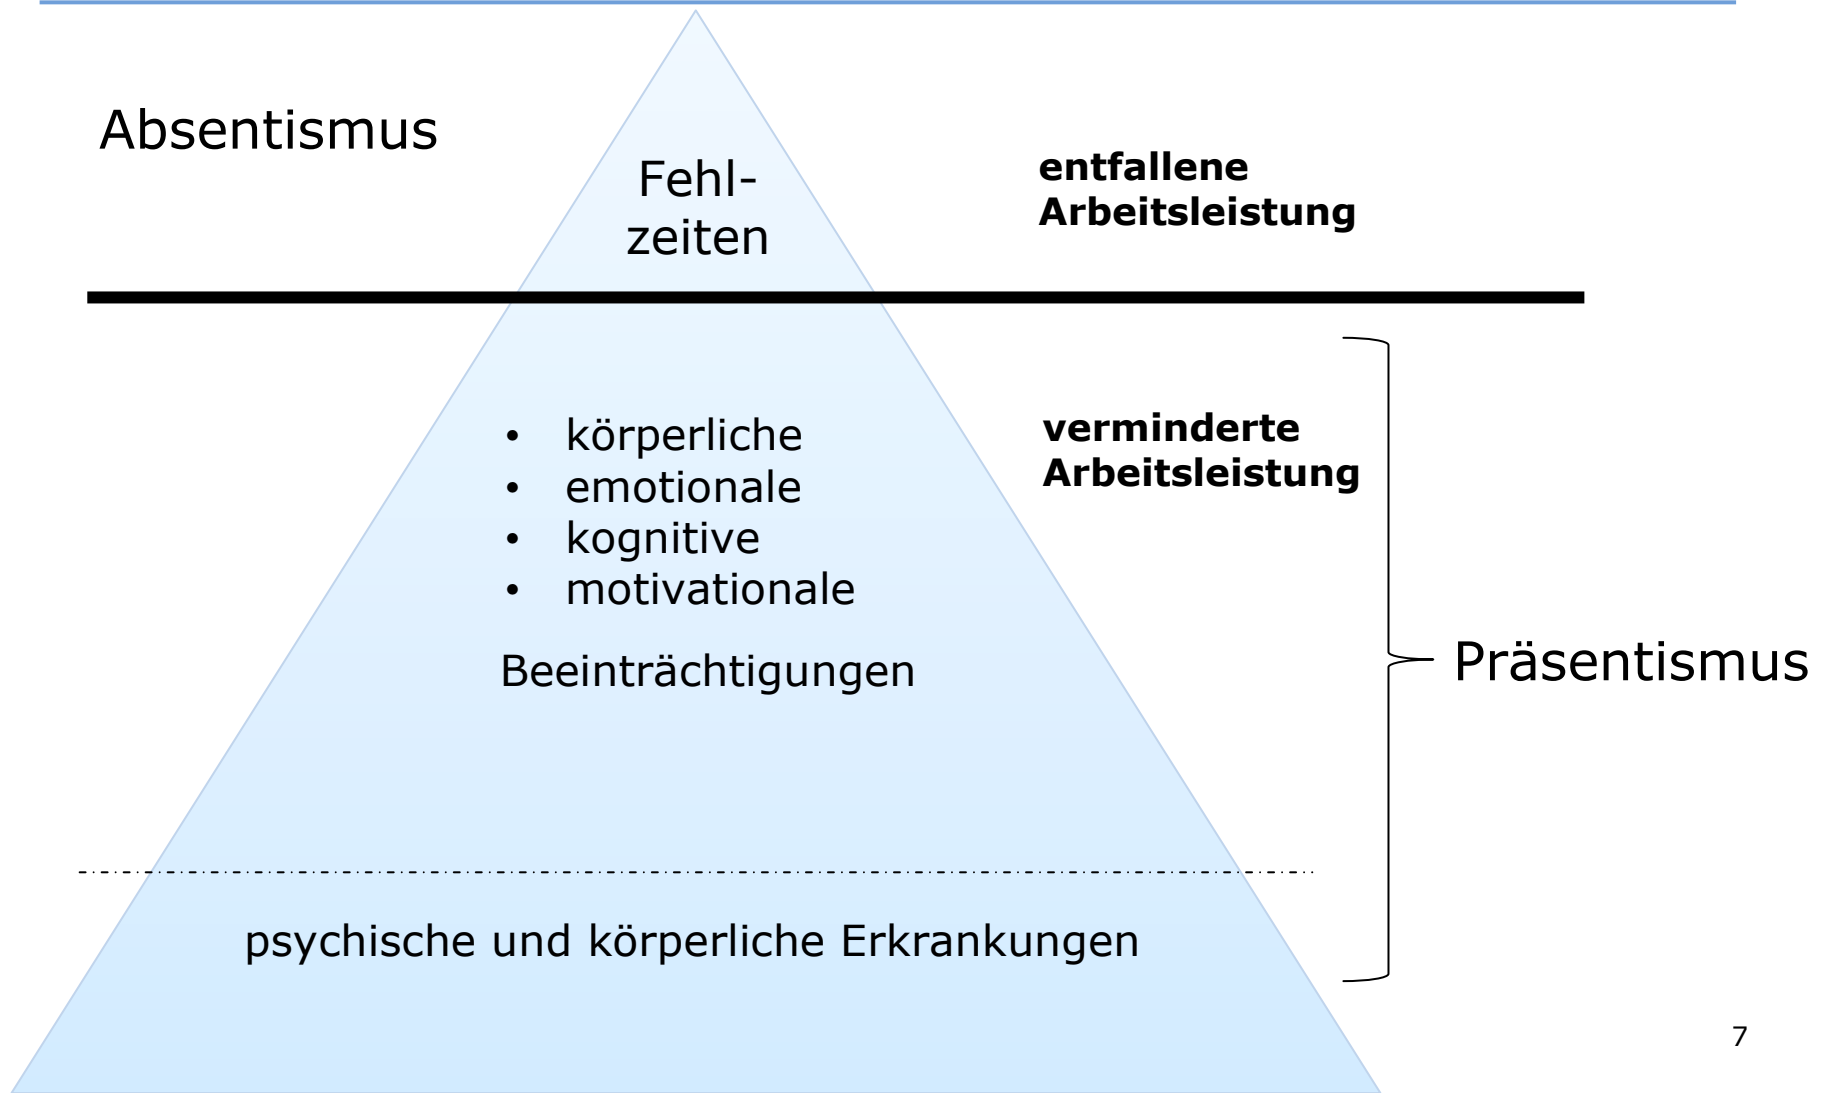 Absentismus
Fehl-
zeiten
entfallene
Arbeitsleistung
• körperliche
• emotionale
• kognitive
• motivationale
Beeinträchtigungen
verminderte
Arbeitsleistung
Präsentismus
psychische und körperliche Erkrankungen
7